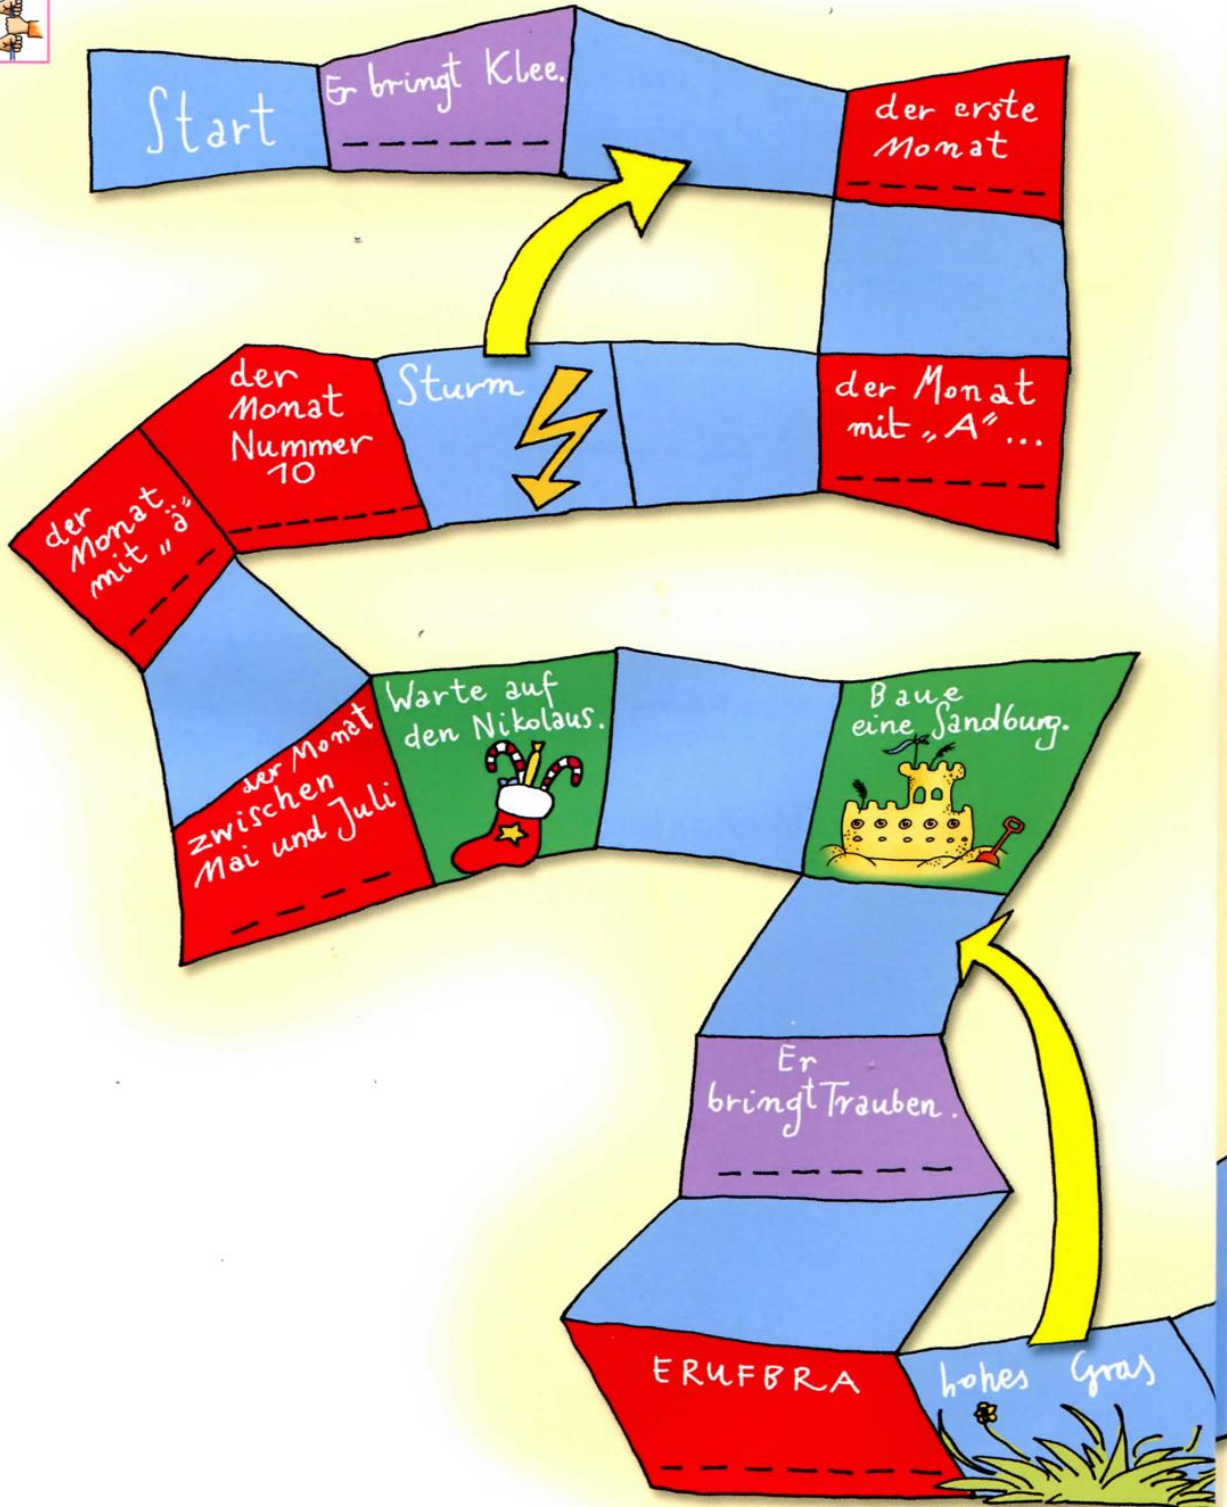 Start
Er bringt Klee.
der erste
Monat
der Monat
mit „A“ ...
Sturm
der
Monat
Nummer
10
der
Monat
mit „ä“
der Monat
zwischen
Mai und Juli
Warte auf
den Nikolaus.
Baue
eine Sandburg.
Er
bringt Trauben.
ERUFBRA
hohes Gras